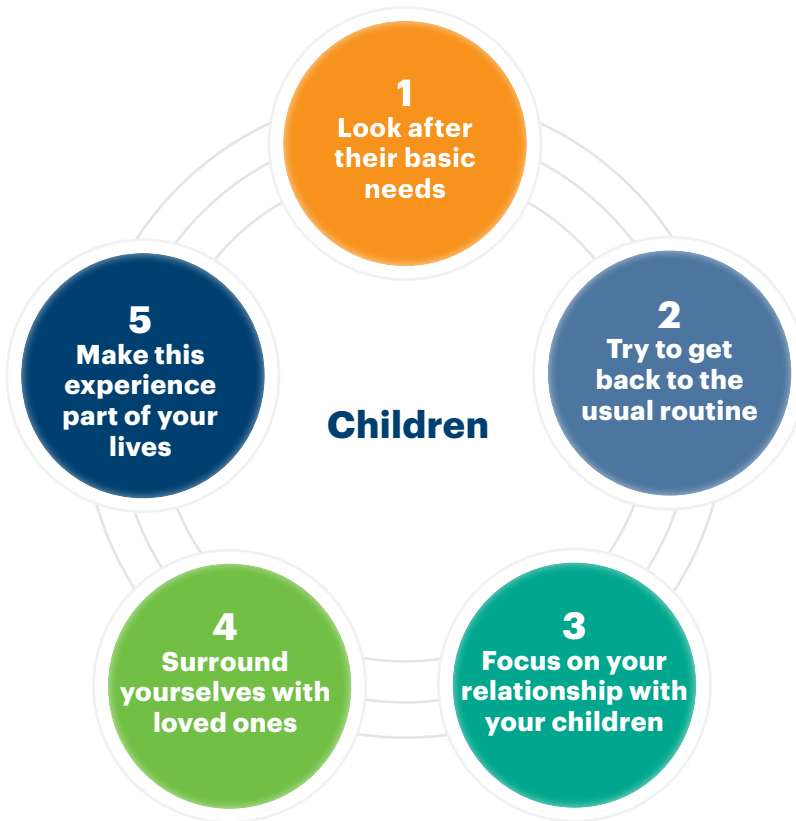 1
Look after
their basic
needs
2
Try to get
back to the
usual routine
3
Focus on your
relationship with
your children
4
Surround
yourselves with
loved ones
5
Make this
experience
part of your
lives
Children